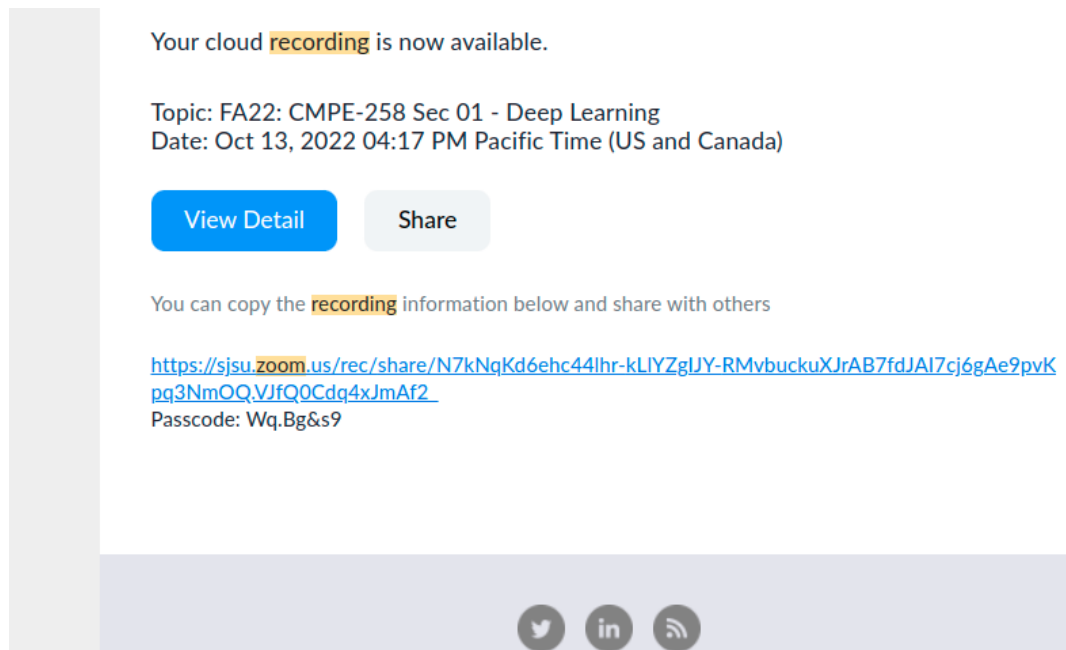 Your cloud recording is now available.
Topic: FA22: CMPE-258 Sec 01 - Deep Learning
Date: Oct 13, 2022 04:17 PM Pacific Time (US and Canada)
View Detail
Share
You can copy the recording information below and share with others
https://sjsu.zoom.us/rec/share/N7kNqKd6ehc44lhr-kLlYZglJY-RMvbuckuXJrAB7fdJAI7cj6gAe9pvK
pq3NmOQ.VJfQ0Cdq4xJmAf2
Passcode: Wq.Bg&s9
in